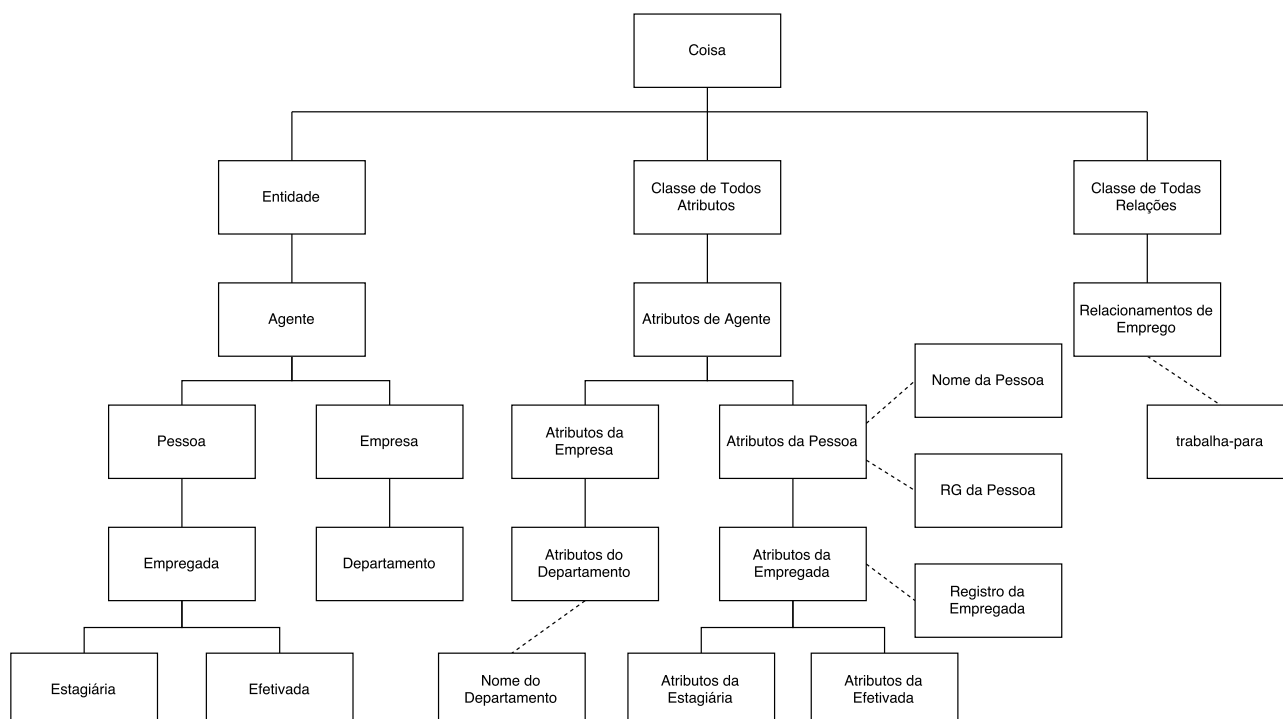 Coisa
Entidade
Classe de Todos
Atributos
Classe de Todas
Relações
Agente
Atributos de Agente
Relacionamentos de
Emprego
Nome da Pessoa
Pessoa
Empresa
Atributos da
Empresa
Atributos da Pessoa
trabalha-para
RG da Pessoa
Empregada
Departamento
Atributos do
Departamento
Atributos da
Empregada
Registro da
Empregada
Estagiária
Efetivada
Nome do
Departamento
Atributos da
Estagiária
Atributos da
Efetivada